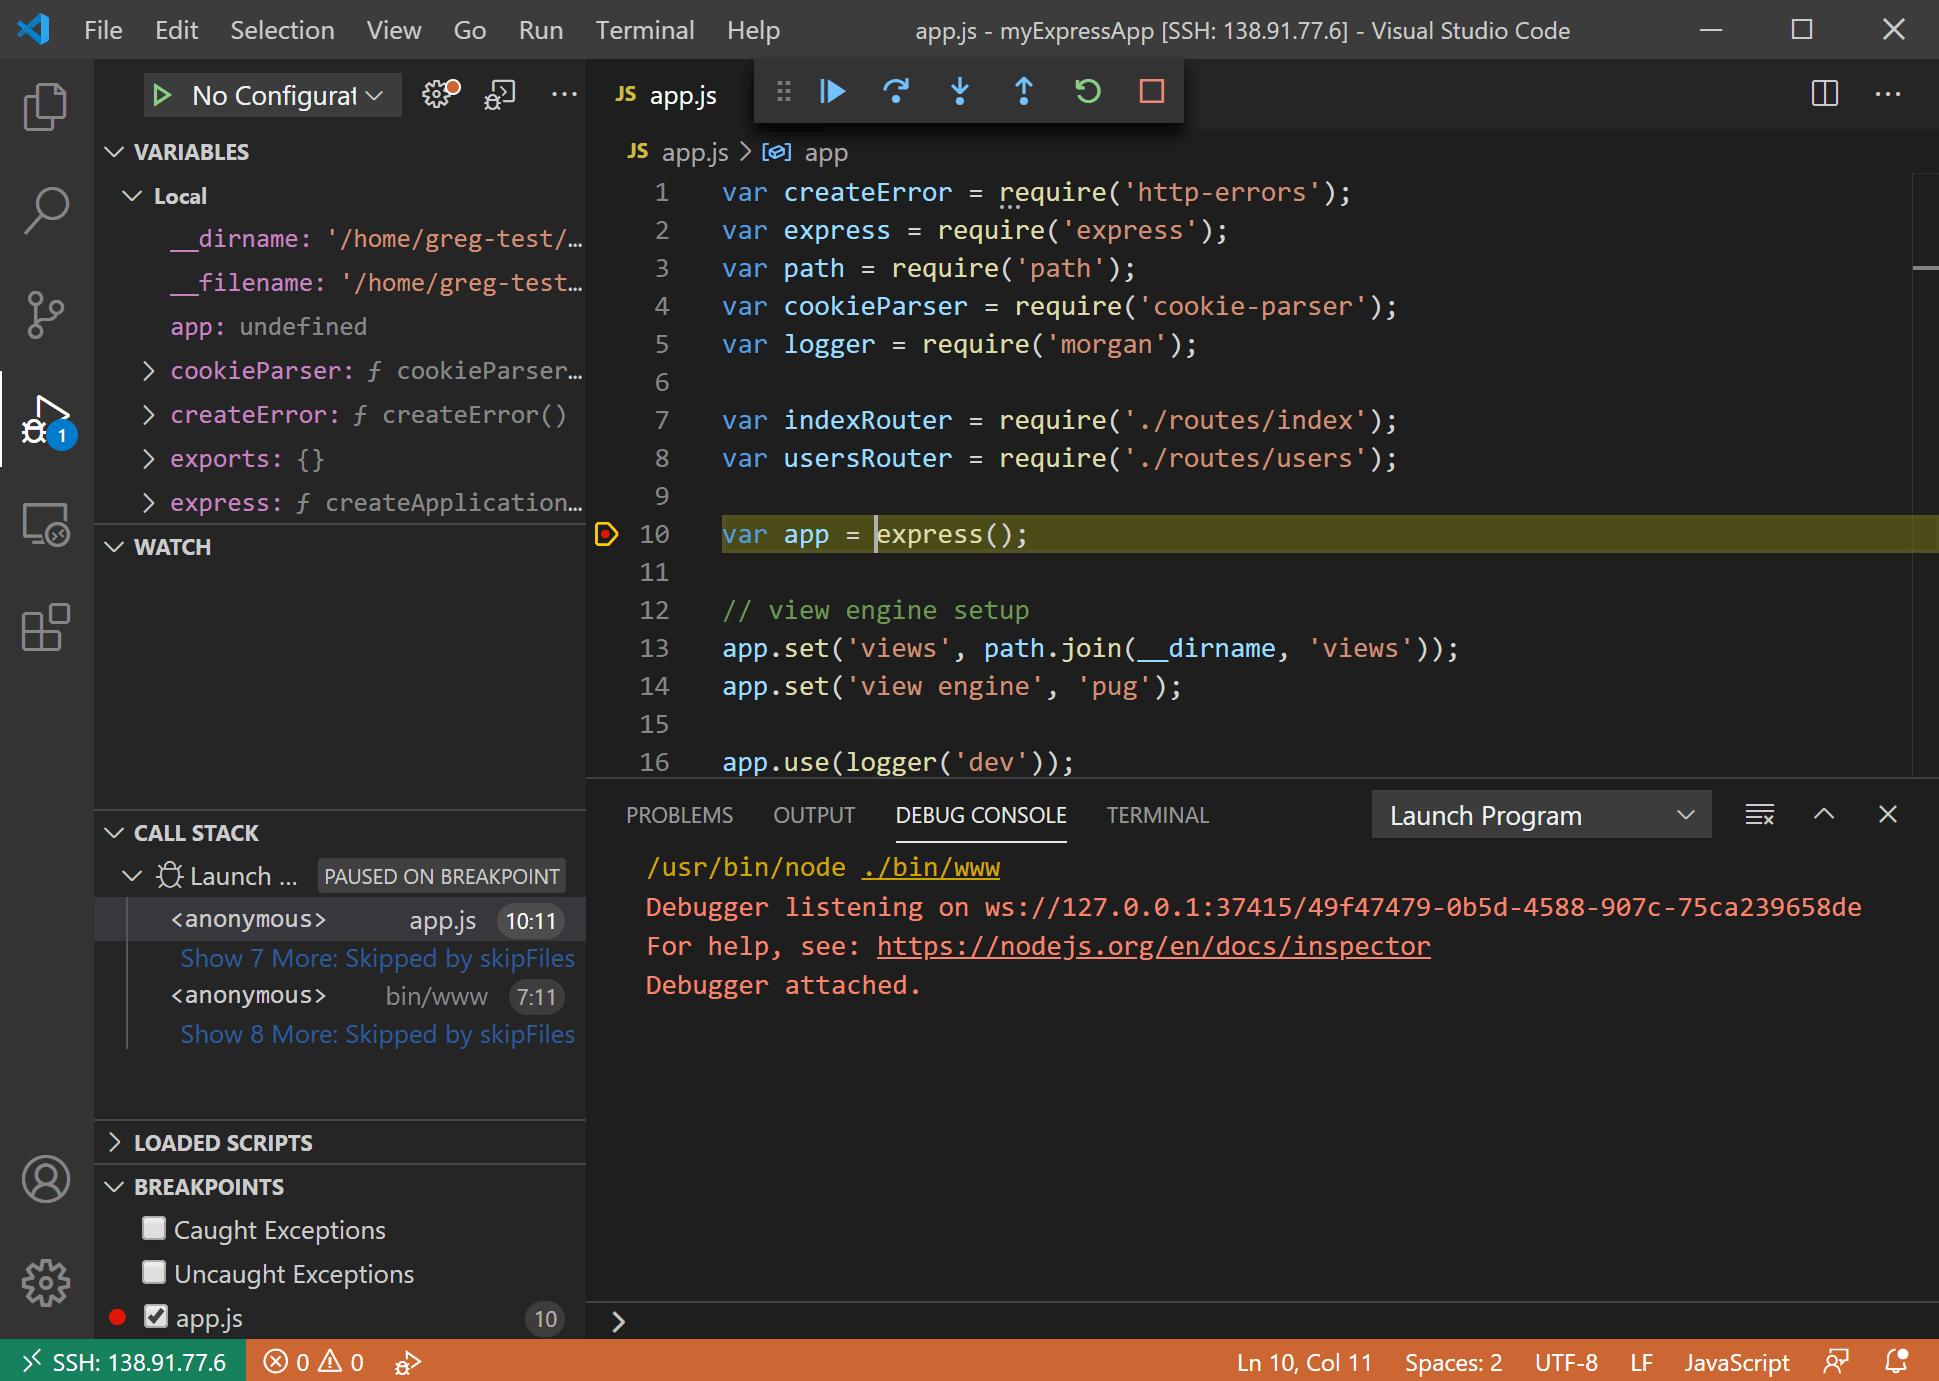 File Edit Selection View Go Run Terminal Help
app.js - myExpressApp [SSH: 138.91.77.6] - Visual Studio Code
No Configurat
VARIABLES
Local
__dirname: '/home/greg-test/…
__filename: '/home/greg-test…
app: undefined
cookieParser: ƒ cookieParser…
createError: ƒ createError()
exports: {}
express: ƒ createApplication…
1
WATCH
CALL STACK
Launch ... PAUSED ON BREAKPOINT
<anonymous> app.js 10:11
Show 7 More: Skipped by skipFiles
<anonymous> bin/www 7:11
Show 8 More: Skipped by skipFiles
LOADED SCRIPTS
BREAKPOINTS
Caught Exceptions
Uncaught Exceptions
app.js 10
JS app.js
JS app.js > app
1 var createError = require('http-errors');
2 var express = require('express');
3 var path = require('path');
4 var cookieParser = require('cookie-parser');
5 var logger = require('morgan');
6
7 var indexRouter = require('./routes/index');
8 var usersRouter = require('./routes/users');
9
10 var app = express();
11
12 // view engine setup
13 app.set('views', path.join(__dirname, 'views'));
14 app.set('view engine', 'pug');
15
16 app.use(logger('dev'));
PROBLEMS OUTPUT DEBUG CONSOLE TERMINAL Launch Program
/usr/bin/node ./bin/www
Debugger listening on ws://127.0.0.1:37415/49f47479-0b5d-4588-907c-75ca239658de
For help, see: https://nodejs.org/en/docs/inspector
Debugger attached.
SSH: 138.91.77.6 0 0 Ln 10, Col 11 Spaces: 2 UTF-8 LF JavaScript